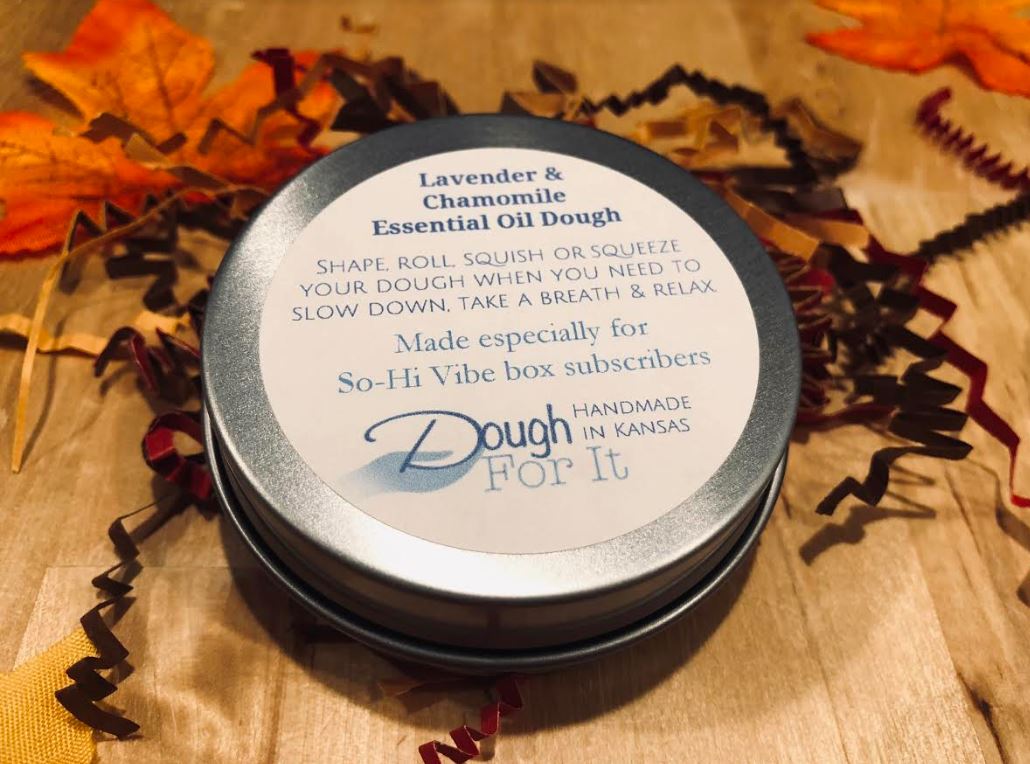 Lavender &
Chamomile
Essential Oil Dough
SHAPE, ROLL, SQUISH OR SQUEEZE
YOUR DOUGH WHEN YOU NEED TO
SLOW DOWN, TAKE A BREATH & RELAX
Made especially for
So-Hi Vibe box subscribers
Dough
For It
HANDMADE
IN KANSAS